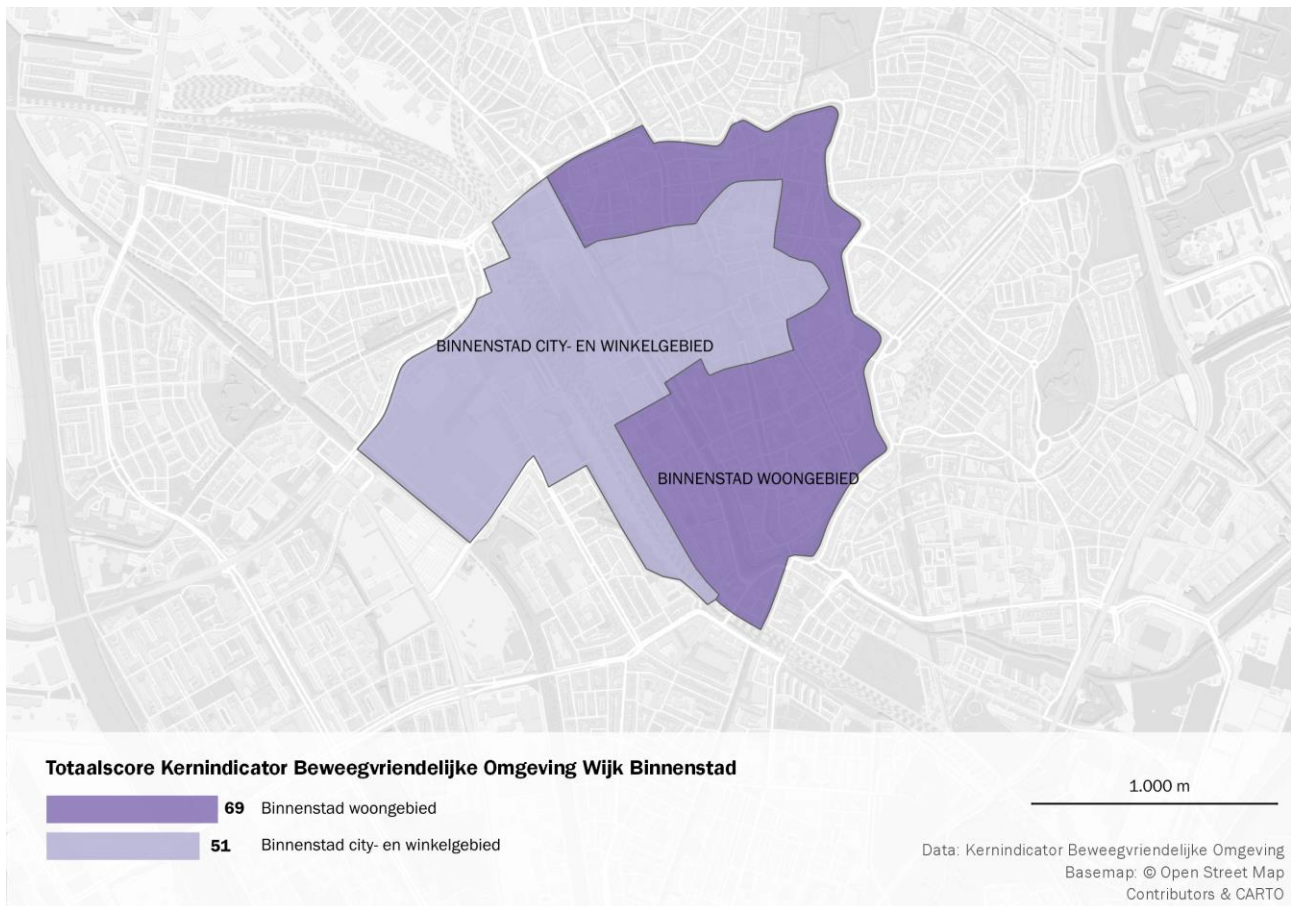 BINNENSTAD CITY- EN WINKELGEBIED
BINNENSTAD WOONGEBIED
Totaalscore Kernindicator Beweegvriendelijke Omgeving Wijk Binnenstad
69 Binnenstad woongebied
51 Binnenstad city- en winkelgebied
1.000 m
Data: Kernindicator Beweegvriendelijke Omgeving
Basemap: © Open Street Map
Contributors & CARTO